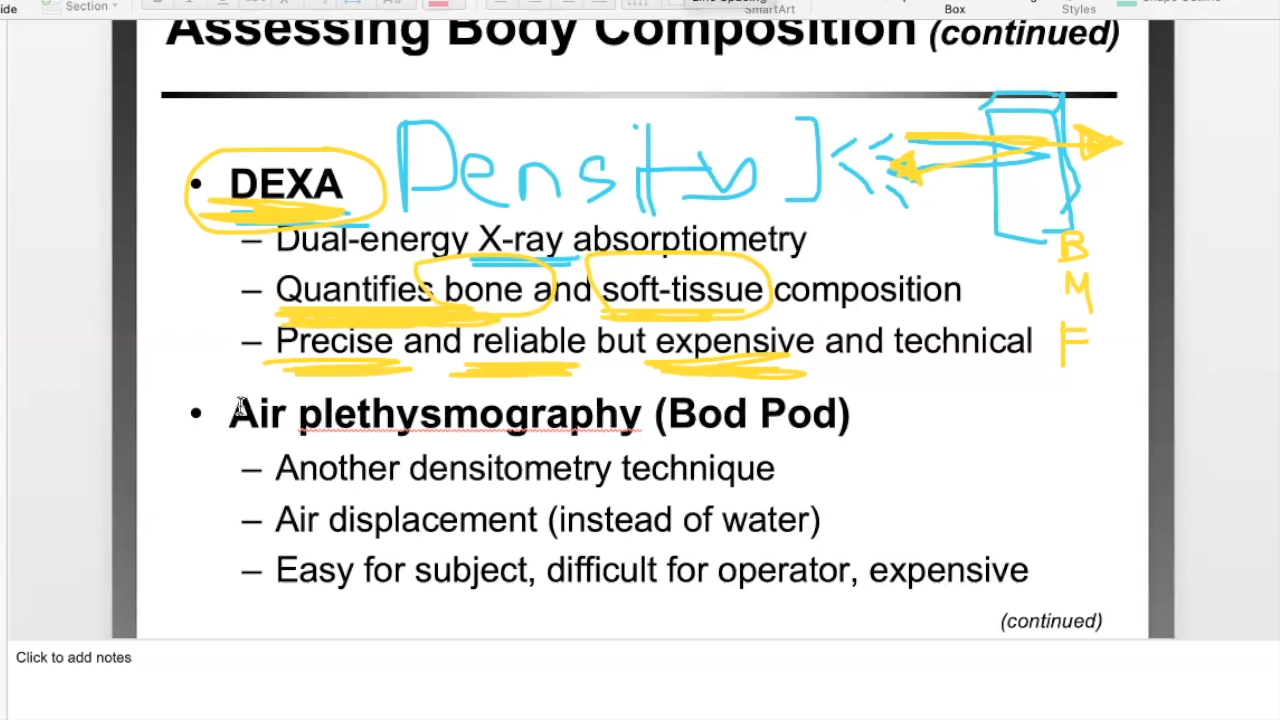 ide
Section
SmartArt
Box
Styles
Assessing Body Composition (continued)
Density
• DEXA
– Dual-energy X-ray absorptiometry
– Quantifies bone and soft-tissue composition
– Precise and reliable but expensive and technical
B
M
F
• Air plethysmography (Bod Pod)
– Another densitometry technique
– Air displacement (instead of water)
– Easy for subject, difficult for operator, expensive
(continued)
Click to add notes